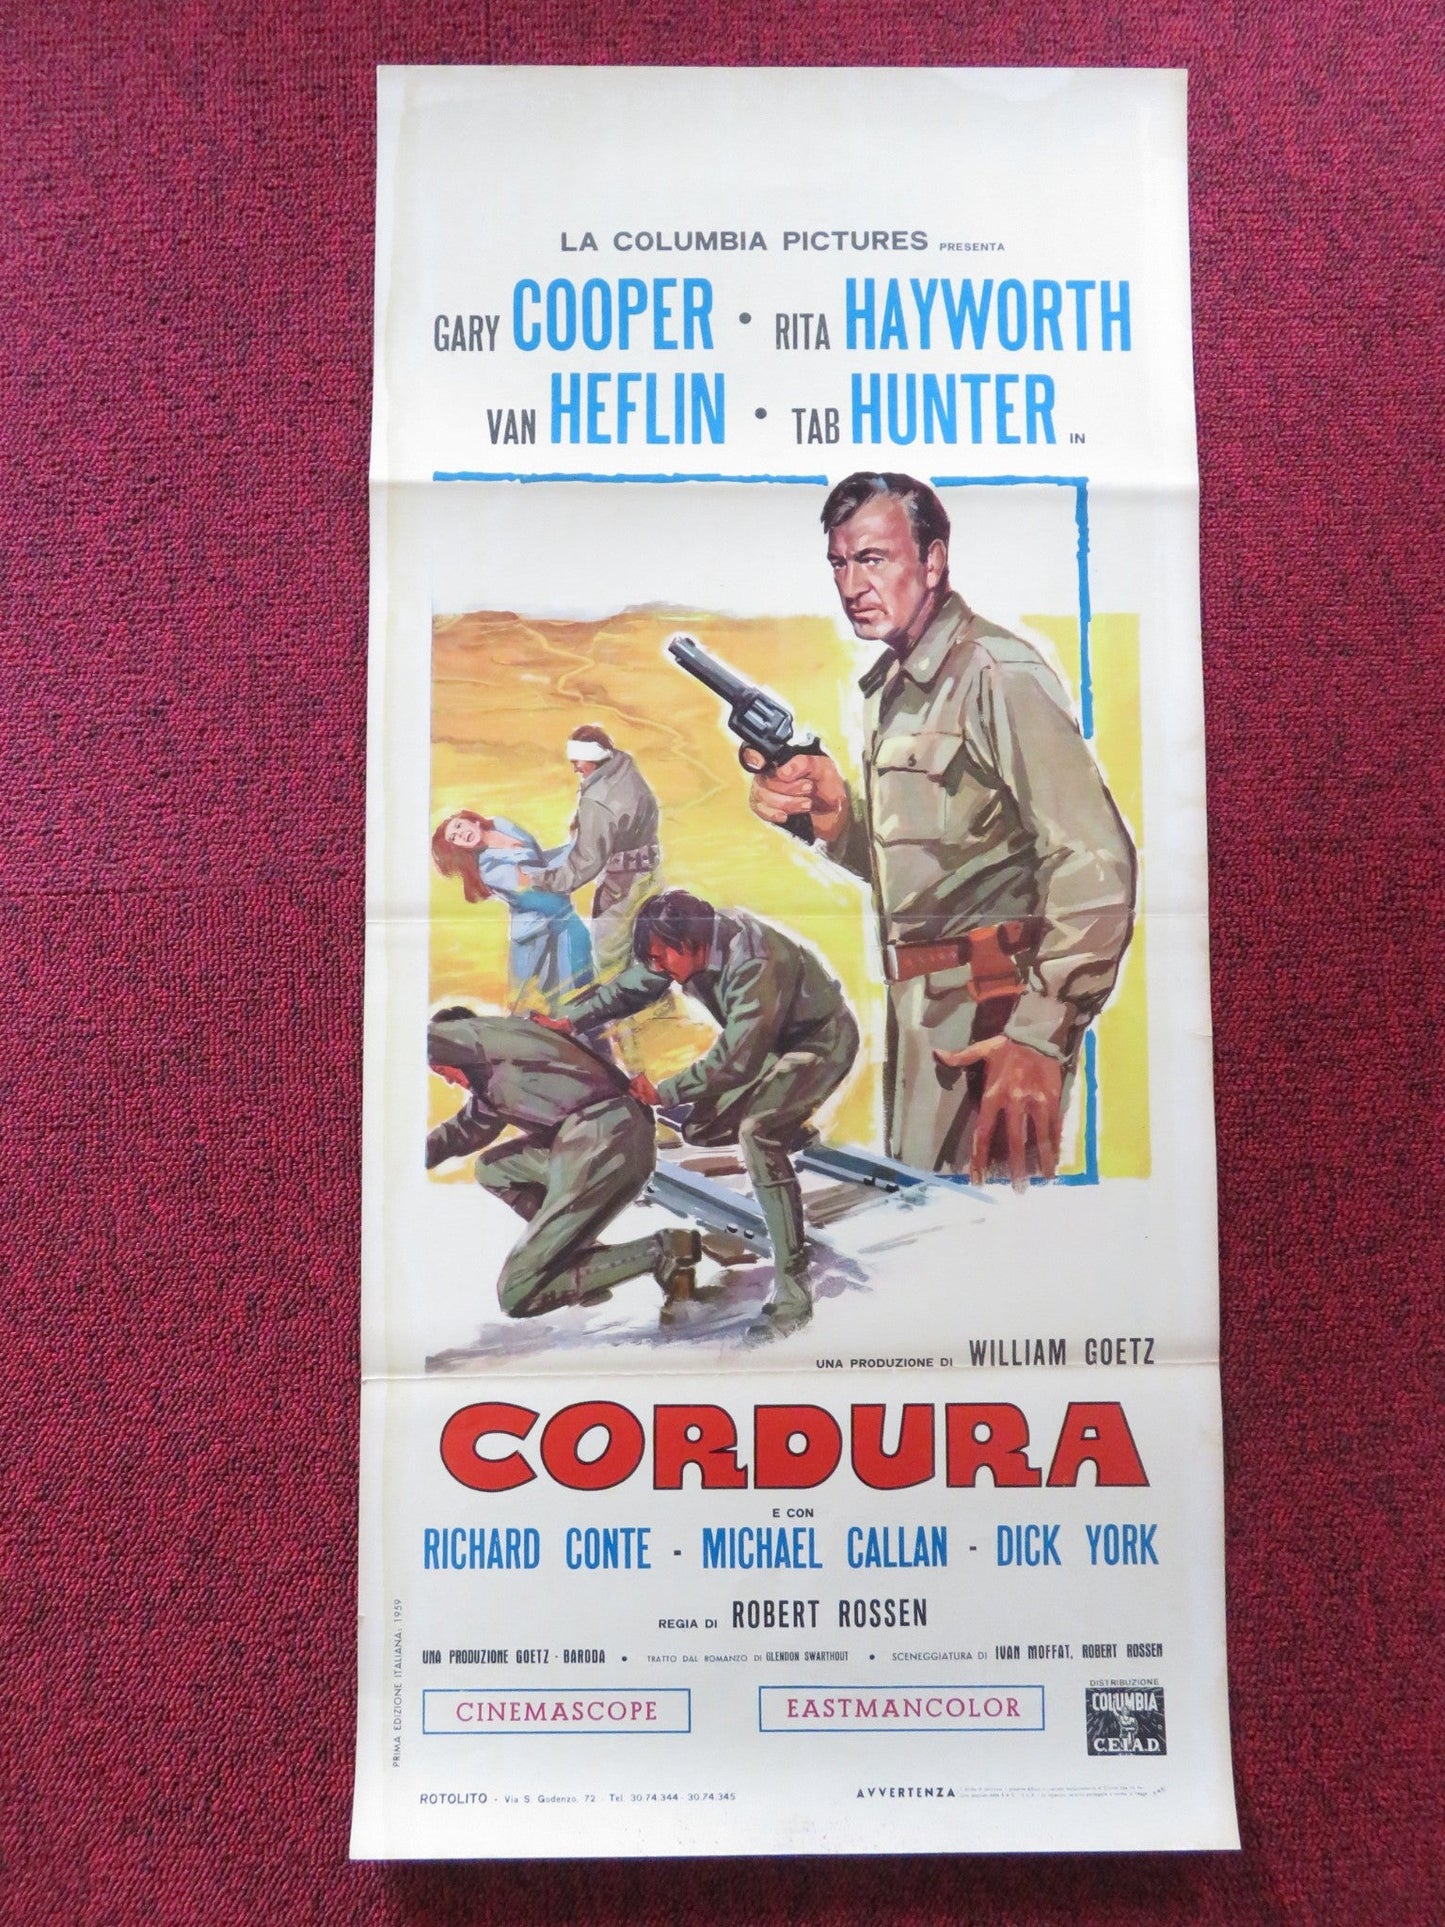 LA COLUMBIA PICTURES PRESENTA
GARY COOPER • RITA HAYWORTH
VAN HEFLIN • TAB HUNTER IN
UNA PRODUZIONE DI WILLIAM GOETZ
CORDURA
E CON
RICHARD CONTE - MICHAEL CALLAN - DICK YORK
REGIA DI ROBERT ROSSEN
UNA PRODUZIONE GOETZ - BARODA • TRATTO DAL ROMANZO DI GLENDON SWARTHOUT • SCENEGGIATURA DI IVAN MOFFAT, ROBERT ROSSEN
CINEMASCOPE
EASTMANCOLOR
DISTRIBUZIONE
COLUMBIA
C.E.I.A.D.
PRIMA EDIZIONE ITALIANA: 1959
ROTOLITO - Via S. Godenzo, 72 - Tel. 30.74.344 - 30.74.345
AVVERTENZA